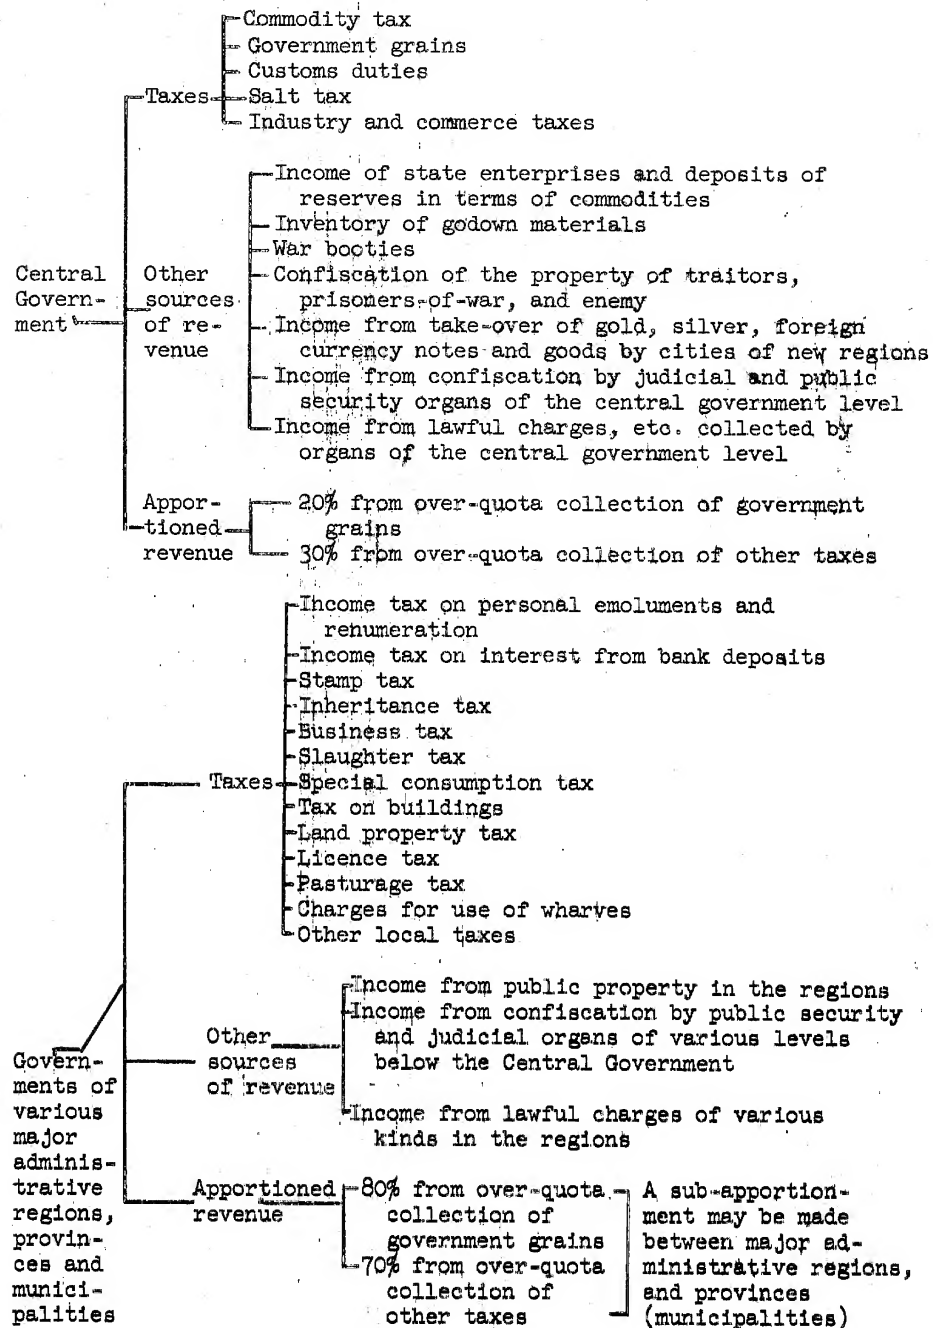 Commodity tax
Government grains
Customs duties
Taxes
Salt tax
Industry and commerce taxes
Income of state enterprises and deposits of
reserves in terms of commodities
Inventory of godown materials
War booties
Central
Govern-
ment
Other
sources
of re-
venue
Confiscation of the property of traitors,
prisoners-of-war, and enemy
Income from take-over of gold, silver, foreign
currency notes and goods by cities of new regions
Income from confiscation by judicial and public
security organs of the central government level
Income from lawful charges, etc. collected by
organs of the central government level
Appor-
tioned
revenue
20% from over-quota collection of government
grains
30% from over-quota collection of other taxes
Income tax on personal emoluments and
rehumeration
Income tax on interest from bank deposits
Stamp tax
Inheritance tax
Business tax
Slaughter tax
Taxes
Special consumption tax
Tax on buildings
Land property tax
Licence tax
Pasturage tax
Charges for use of wharves
Other local taxes
Govern-
ments of
various
major
adminis-
trative
regions,
provin-
ces and
munici-
palities
Other
sources
of revenue
Income from public property in the regions
Income from confiscation by public security
and judicial organs of various levels
below the Central Government
Income from lawful charges of various
kinds in the regions
Apportioned
revenue
80% from over-quota
collection of
government grains
70% from over-quota
collection of
other taxes
A sub-apportion-
ment may be made
between major ad-
ministrative regions,
and provinces
(municipalities)